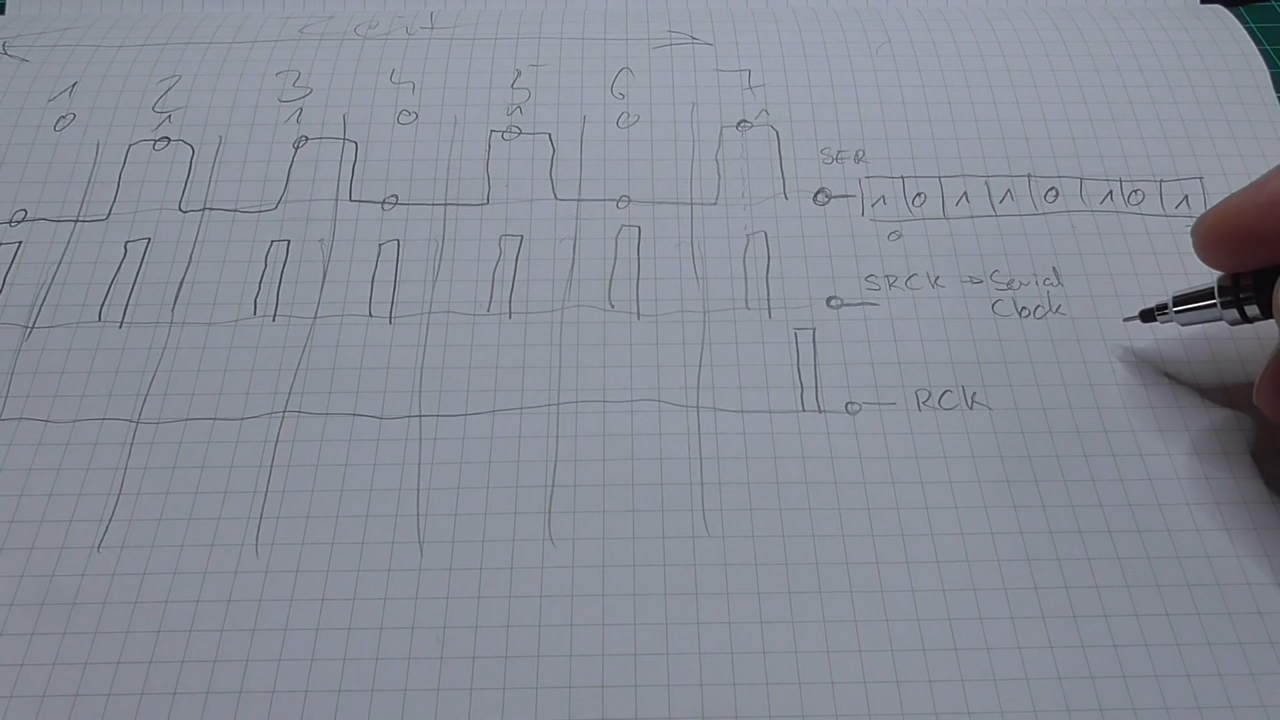 Zeit
1 2 3 4 5 6 7
0 1 1 0 1 0 1
SER
1 0 1 1 0 1 0 1
0
SRCK → Serial
Clock
RCK